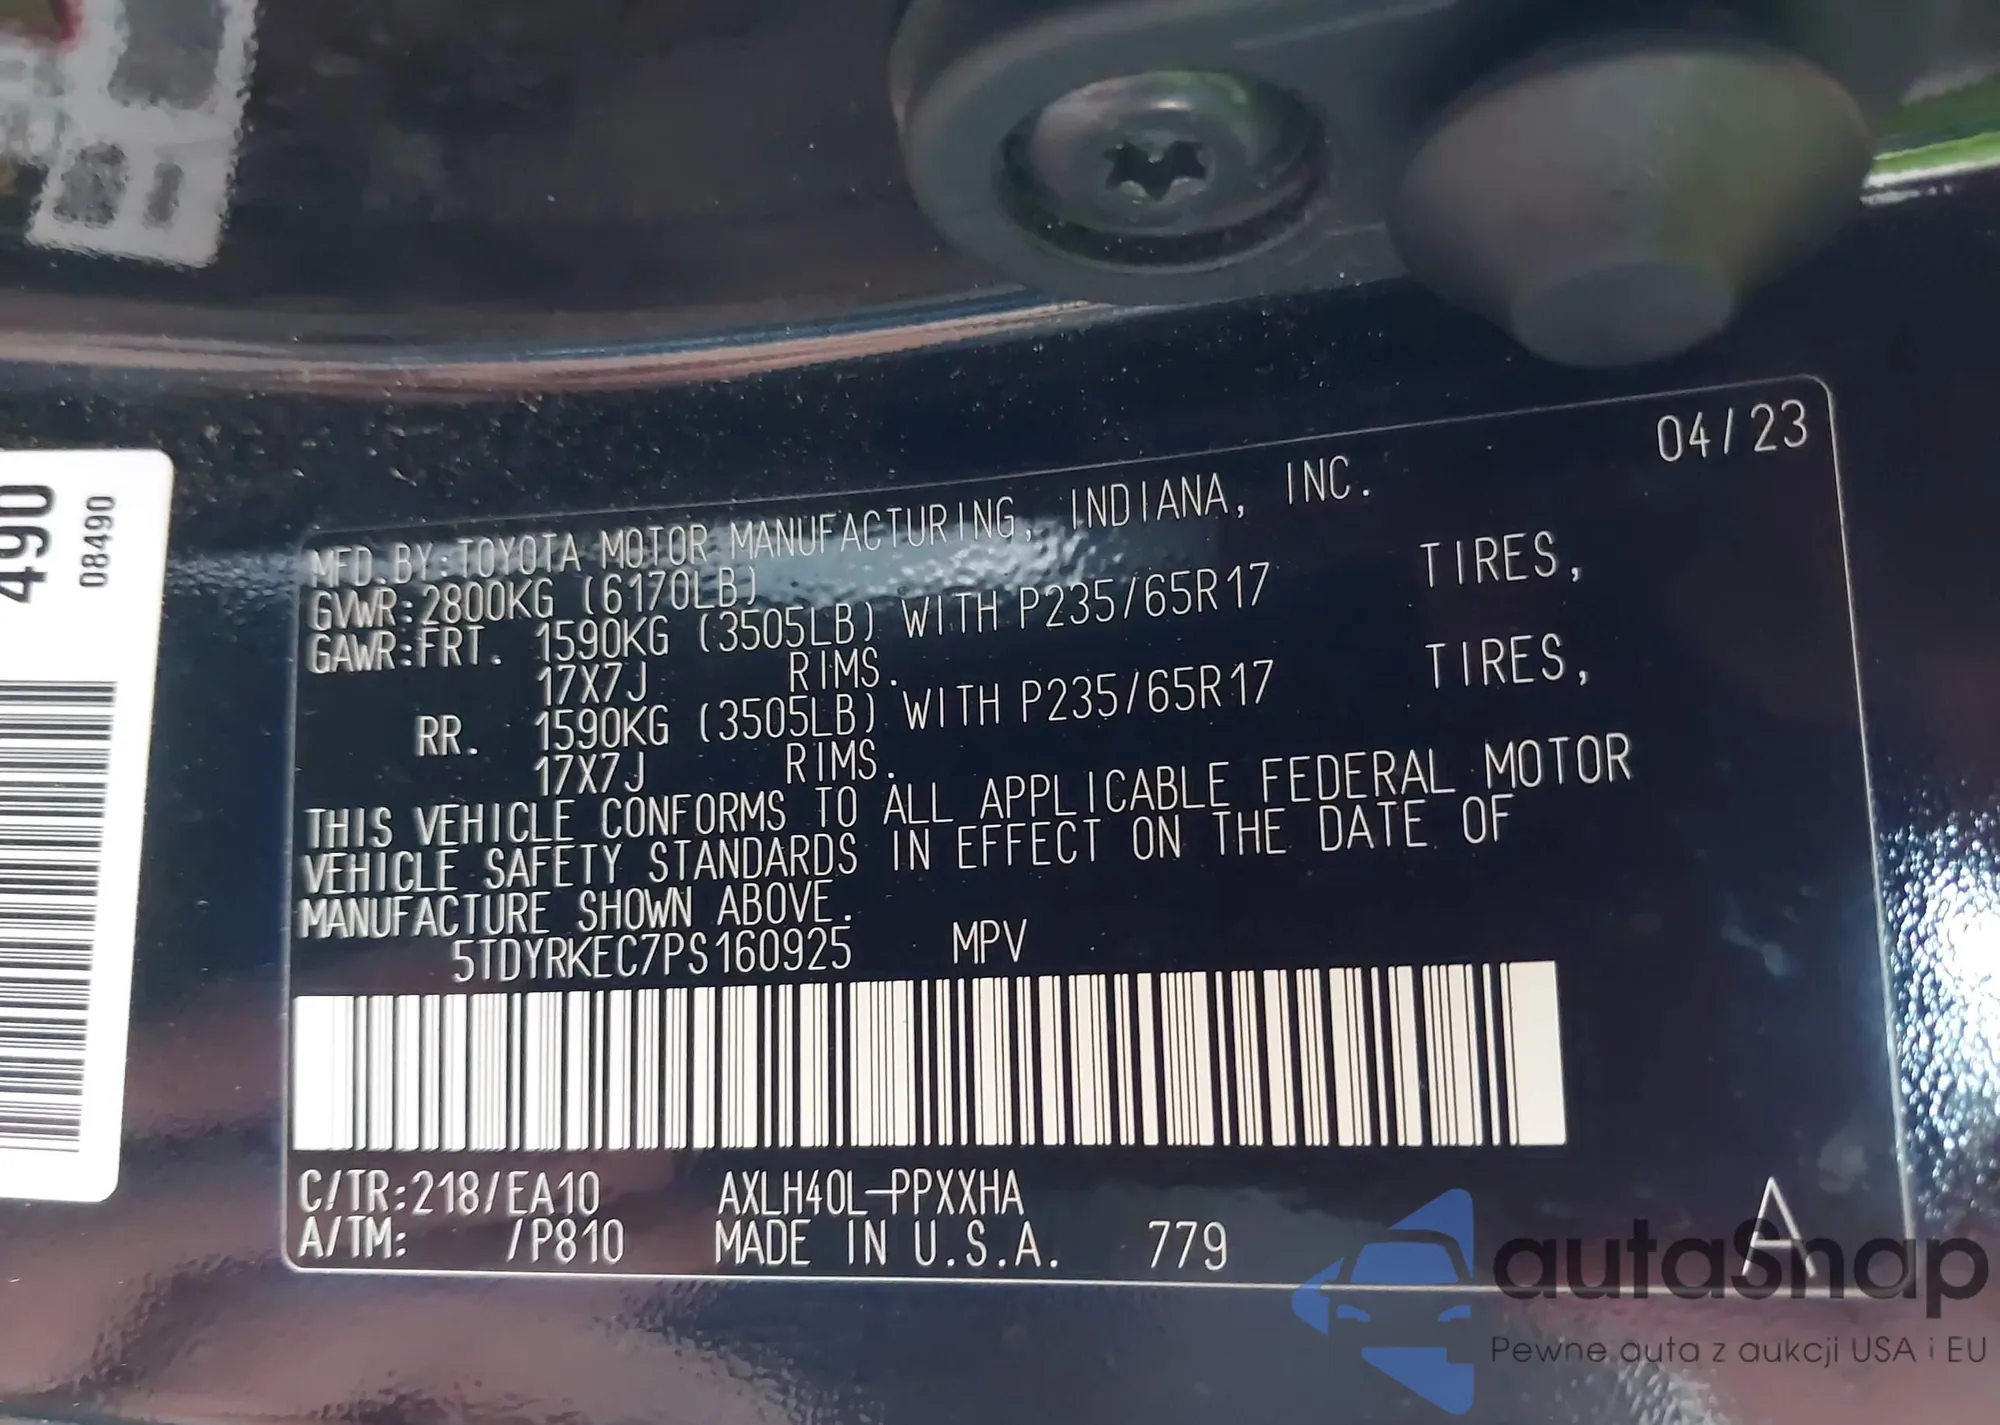 04/23
MFD.BY:TOYOTA MOTOR MANUFACTURING, INDIANA, INC.
GVWR:2800KG (6170LB)
GAWR:FRT. 1590KG (3505LB) WITH P235/65R17 TIRES,
17X7J RIMS.
RR. 1590KG (3505LB) WITH P235/65R17 TIRES,
17X7J RIMS.
THIS VEHICLE CONFORMS TO ALL APPLICABLE FEDERAL MOTOR
VEHICLE SAFETY STANDARDS IN EFFECT ON THE DATE OF
MANUFACTURE SHOWN ABOVE.
5TDYRKEC7PS160925 MPV
C/TR:218/EA10 AXLH40L-PPXXHA
A/TM: /P810 MADE IN U.S.A. 779
A
490
08490
autoSnap
Pewne auta z aukcji USA i EU